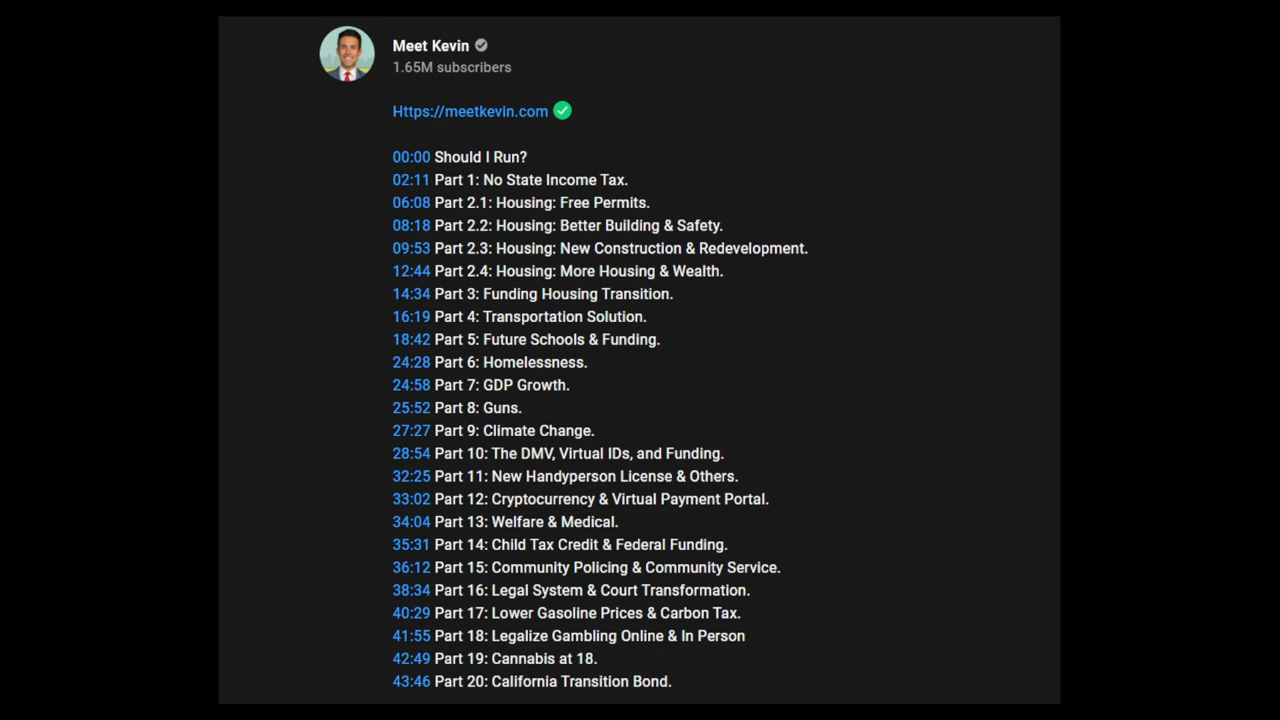 Meet Kevin
1.65M subscribers
Https://meetkevin.com
00:00 Should I Run?
02:11 Part 1: No State Income Tax.
06:08 Part 2.1: Housing: Free Permits.
08:18 Part 2.2: Housing: Better Building & Safety.
09:53 Part 2.3: Housing: New Construction & Redevelopment.
12:44 Part 2.4: Housing: More Housing & Wealth.
14:34 Part 3: Funding Housing Transition.
16:19 Part 4: Transportation Solution.
18:42 Part 5: Future Schools & Funding.
24:28 Part 6: Homelessness.
24:58 Part 7: GDP Growth.
25:52 Part 8: Guns.
27:27 Part 9: Climate Change.
28:54 Part 10: The DMV, Virtual IDs, and Funding.
32:25 Part 11: New Handyperson License & Others.
33:02 Part 12: Cryptocurrency & Virtual Payment Portal.
34:04 Part 13: Welfare & Medical.
35:31 Part 14: Child Tax Credit & Federal Funding.
36:12 Part 15: Community Policing & Community Service.
38:34 Part 16: Legal System & Court Transformation.
40:29 Part 17: Lower Gasoline Prices & Carbon Tax.
41:55 Part 18: Legalize Gambling Online & In Person
42:49 Part 19: Cannabis at 18.
43:46 Part 20: California Transition Bond.